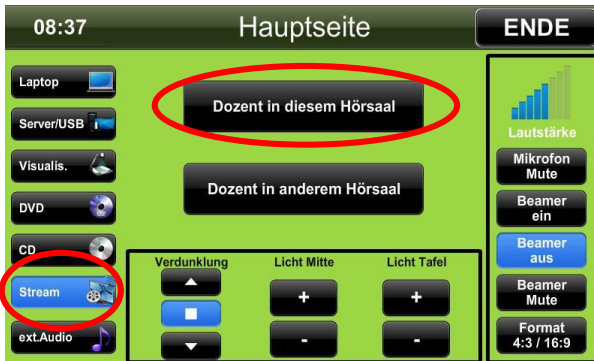 08:37
Hauptseite
ENDE
Laptop
Server/USB
Visualis.
DVD
CD
Stream
ext.Audio
Dozent in diesem Hörsaal
Dozent in anderem Hörsaal
Verdunklung
Licht Mitte
Licht Tafel
+
+
-
-
Lautstärke
Mikrofon
Mute
Beamer
ein
Beamer
aus
Beamer
Mute
Format
4:3 / 16:9